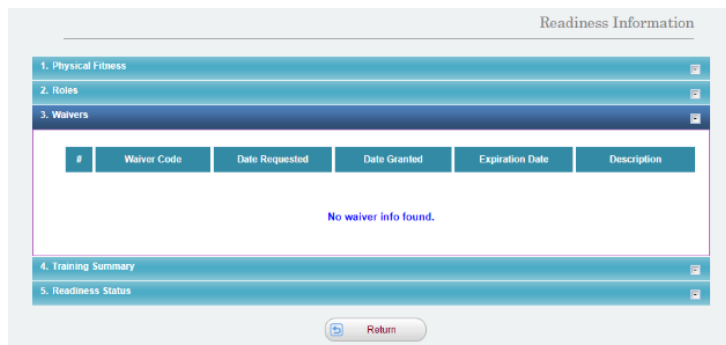 Readiness Information
1. Physical Fitness
2. Roles
3. Waivers
# Waiver Code Date Requested Date Granted Expiration Date Description
No waiver info found.
4. Training Summary
5. Readiness Status
Return